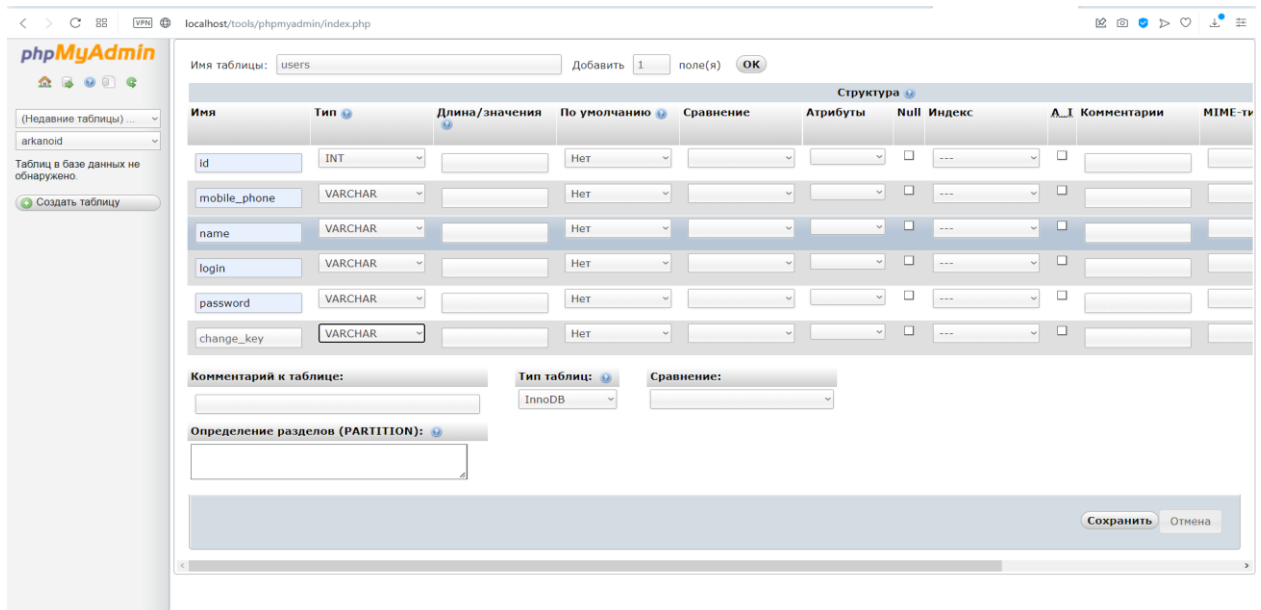 VPN localhost/tools/phpmyadmin/index.php
phpMyAdmin
(Недавние таблицы) ...
arkanoid
Таблиц в базе данных не
обнаружено.
Создать таблицу
Имя таблицы: users Добавить 1 поле(я) OK
Структура
Имя Тип Длина/значения По умолчанию Сравнение Атрибуты Null Индекс A_I Комментарии MIME-ти
id INT Нет ---
mobile_phone VARCHAR Нет ---
name VARCHAR Нет ---
login VARCHAR Нет ---
password VARCHAR Нет ---
change_key VARCHAR Нет ---
Комментарий к таблице: Тип таблиц: Сравнение:
InnoDB
Определение разделов (PARTITION):
Сохранить Отмена